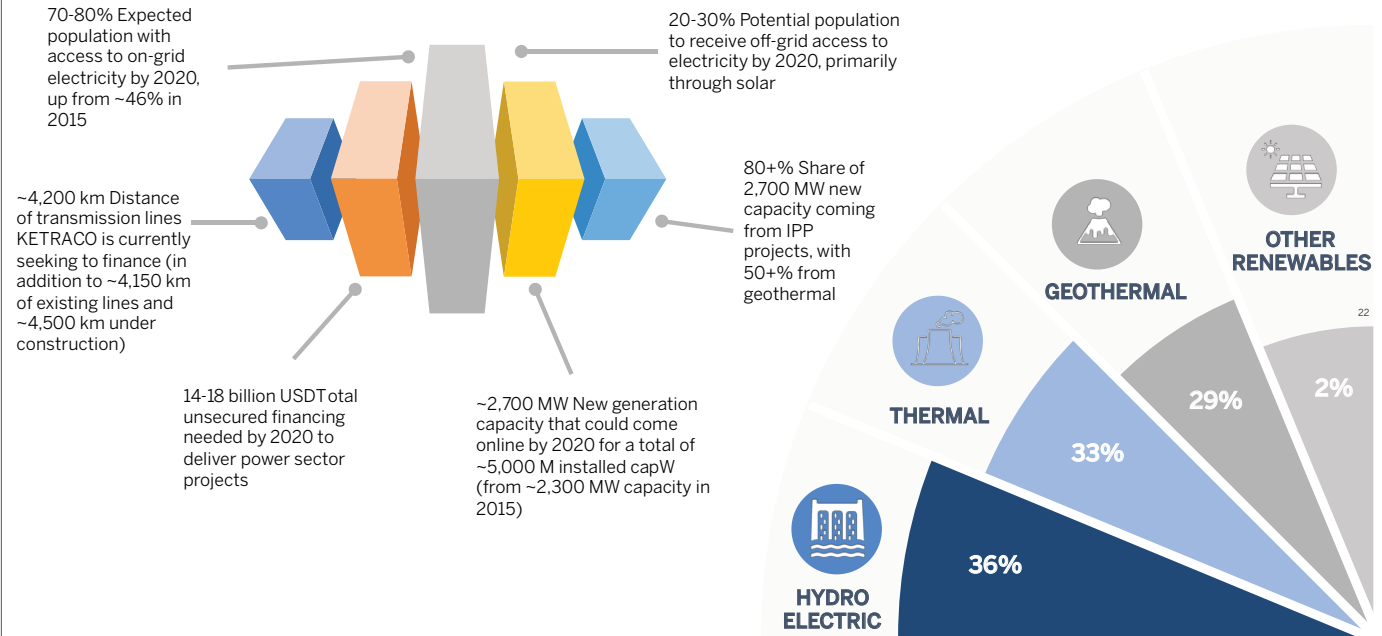 70-80% Expected
population with
access to on-grid
electricity by 2020,
up from ~46% in
2015
20-30% Potential population
to receive off-grid access to
electricity by 2020, primarily
through solar
~4,200 km Distance
of transmission lines
KETRACO is currently
seeking to finance (in
addition to ~4,150 km
of existing lines and
~4,500 km under
construction)
80+% Share of
2,700 MW new
capacity coming
from IPP
projects, with
50+% from
geothermal
14-18 billion USDTotal
unsecured financing
needed by 2020 to
deliver power sector
projects
~2,700 MW New generation
capacity that could come
online by 2020 for a total of
~5,000 M installed capW
(from ~2,300 MW capacity in
2015)
OTHER
RENEWABLES
22
2%
GEOTHERMAL
29%
THERMAL
33%
HYDRO
ELECTRIC
36%